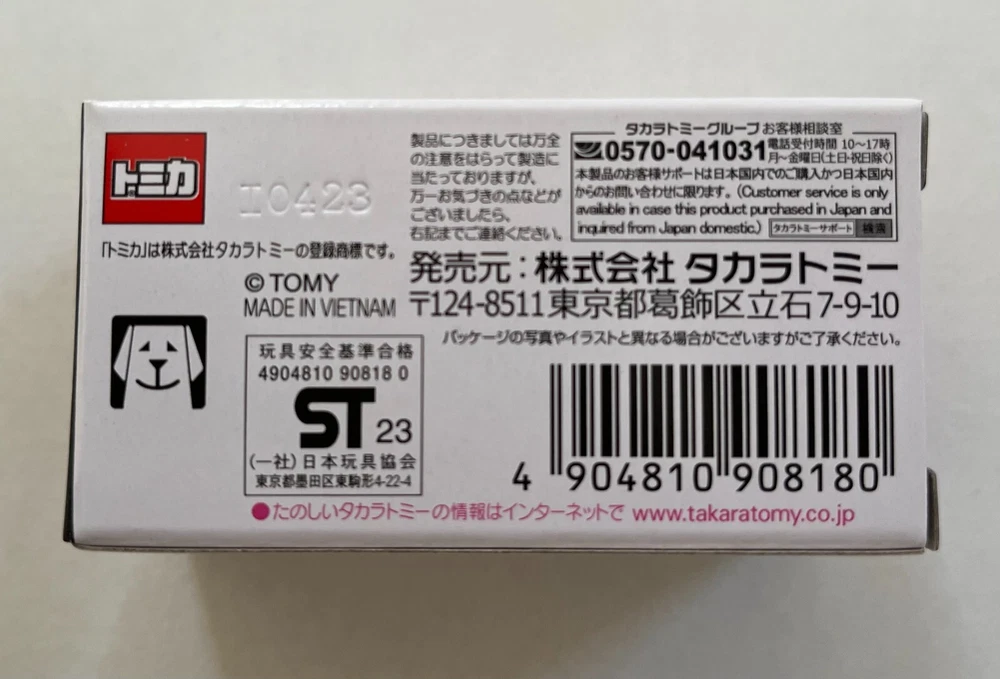 トミカ
I0423
「トミカ」は株式会社タカラトミーの登録商標です。
© TOMY
MADE IN VIETNAM
製品につきましては万全
の注意をはらって製造に
当たっておりますが、
万一お気づきの点などが
ございましたら、
右記までご連絡ください。
タカラトミーグループ お客様相談室
0570-041031 電話受付時間 10〜17時
月〜金曜日(土日・祝日除く)
本製品のお客様サポートは日本国内でのご購入かつ日本国内
からのお問い合わせに限ります。(Customer service is only
available in case this product purchased in Japan and
inquired from Japan domestic.) タカラトミーサポート 検索
発売元：株式会社 タカラトミー
〒124-8511 東京都葛飾区立石7-9-10
パッケージの写真やイラストと異なる場合がございますがご了承ください。
玩具安全基準合格
4904810 90818 0
ST 23
(一社)日本玩具協会
東京都墨田区東駒形4-22-4
4 904810 908180
●たのしいタカラトミーの情報はインターネットで www.takaratomy.co.jp